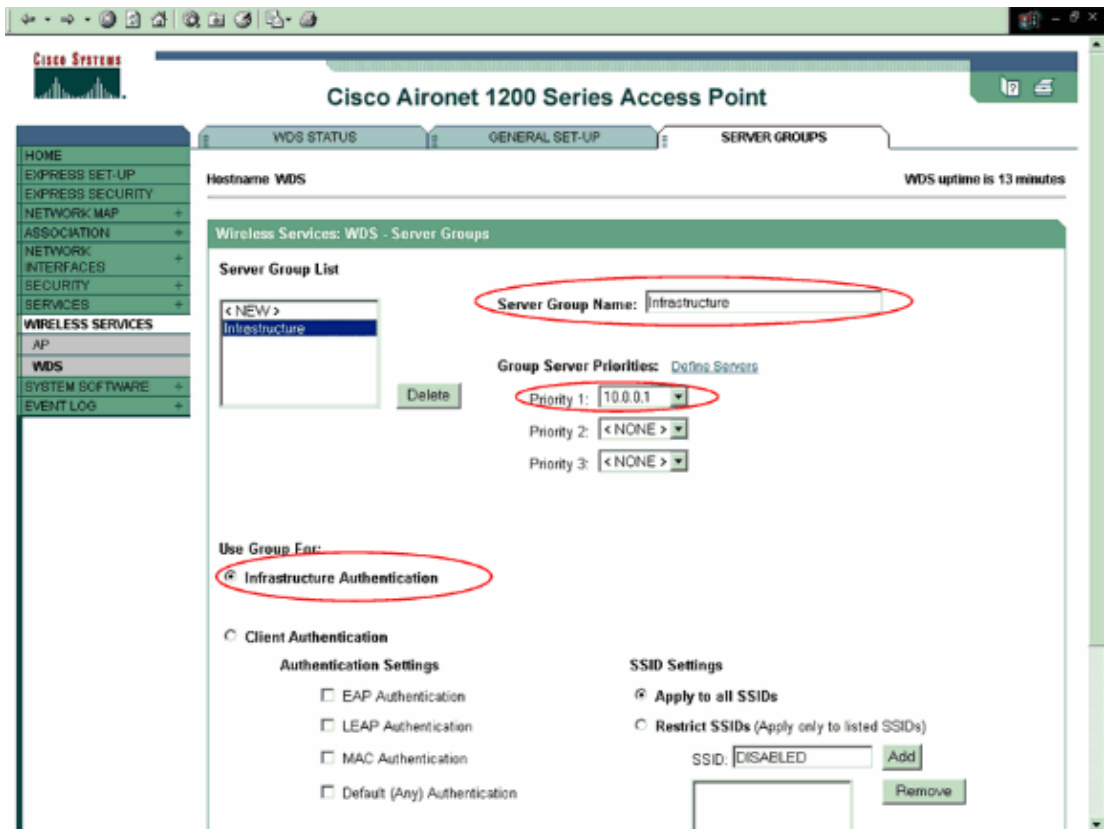 CISCO SYSTEMS
Cisco Aironet 1200 Series Access Point
WDS STATUS
GENERAL SET-UP
SERVER GROUPS
HOME
EXPRESS SET-UP
EXPRESS SECURITY
NETWORK MAP +
ASSOCIATION +
NETWORK
INTERFACES +
SECURITY +
SERVICES +
WIRELESS SERVICES
AP
WDS
SYSTEM SOFTWARE +
EVENT LOG +
Hostname WDS
WDS uptime is 13 minutes
Wireless Services: WDS - Server Groups
Server Group List
< NEW >
Infrastructure
Delete
Server Group Name: Infrastructure
Group Server Priorities: Define Servers
Priority 1: 10.0.0.1
Priority 2: < NONE >
Priority 3: < NONE >
Use Group For:
Infrastructure Authentication
Client Authentication
Authentication Settings
EAP Authentication
LEAP Authentication
MAC Authentication
Default (Any) Authentication
SSID Settings
Apply to all SSIDs
Restrict SSIDs (Apply only to listed SSIDs)
SSID: DISABLED Add
Remove